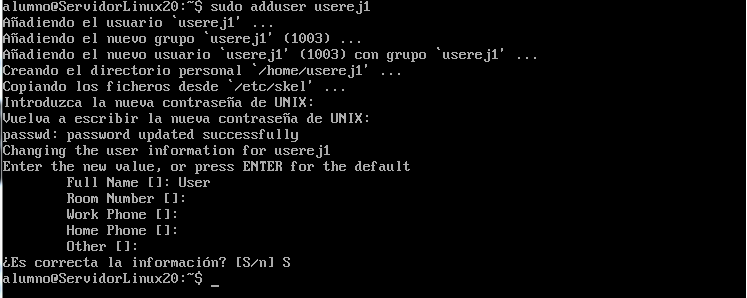 alumno@ServidorLinux20:~$ sudo adduser userej1
Añadiendo el usuario `userej1' ...
Añadiendo el nuevo grupo `userej1' (1003) ...
Añadiendo el nuevo usuario `userej1' (1003) con grupo `userej1' ...
Creando el directorio personal `/home/userej1' ...
Copiando los ficheros desde `/etc/skel' ...
Introduzca la nueva contraseña de UNIX:
Vuelva a escribir la nueva contraseña de UNIX:
passwd: password updated successfully
Changing the user information for userej1
Enter the new value, or press ENTER for the default
Full Name []: User
Room Number []:
Work Phone []:
Home Phone []:
Other []:
¿Es correcta la información? [S/n] S
alumno@ServidorLinux20:~$ _